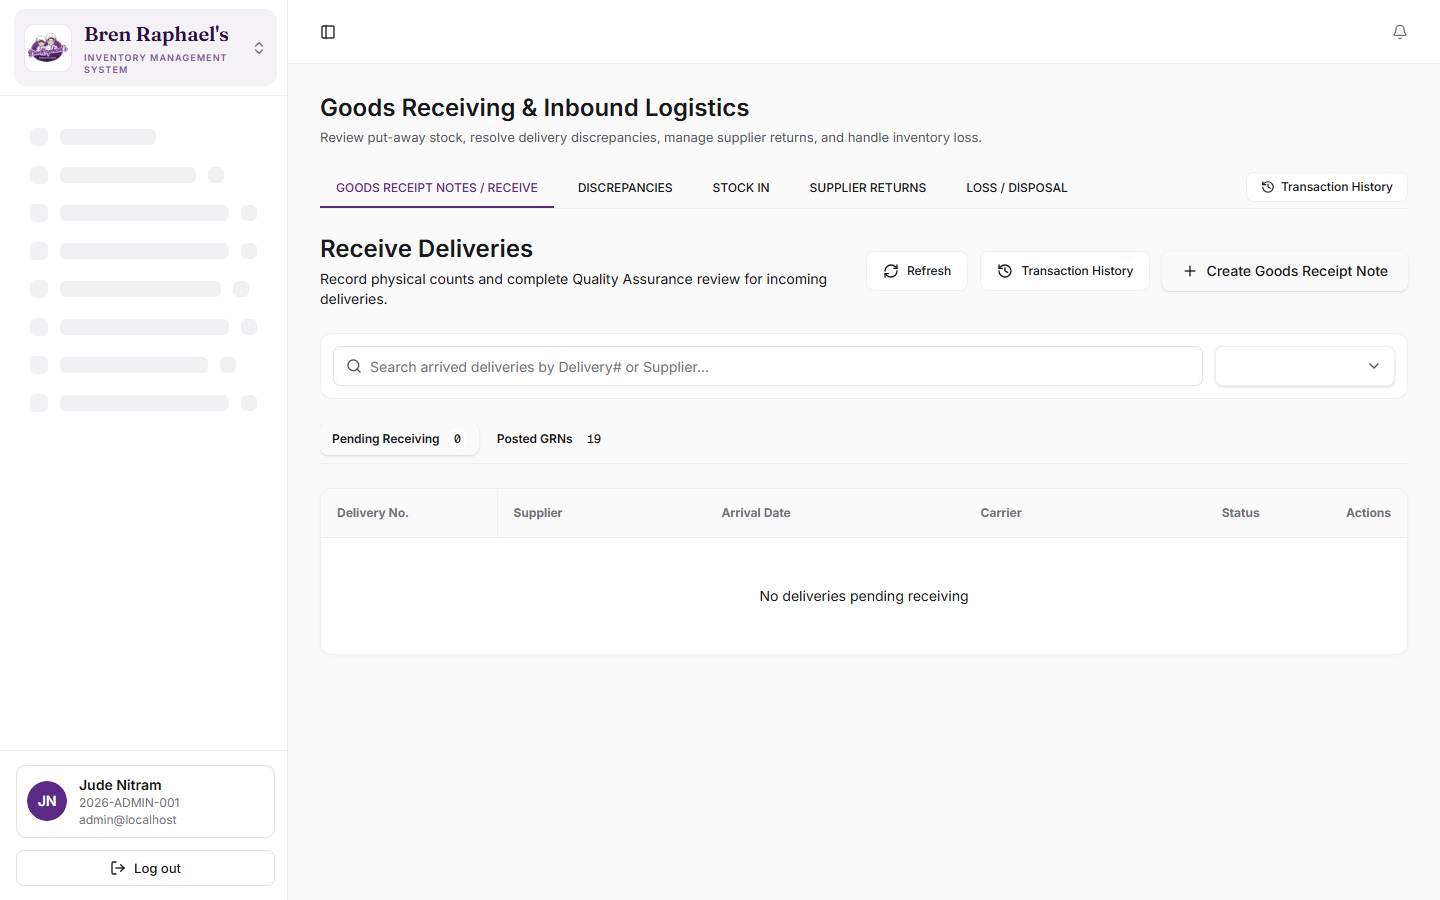 Bren Raphael's
INVENTORY MANAGEMENT
SYSTEM
Goods Receiving & Inbound Logistics
Review put-away stock, resolve delivery discrepancies, manage supplier returns, and handle inventory loss.
GOODS RECEIPT NOTES / RECEIVE
DISCREPANCIES
STOCK IN
SUPPLIER RETURNS
LOSS / DISPOSAL
Transaction History
Receive Deliveries
Record physical counts and complete Quality Assurance review for incoming
deliveries.
Refresh
Transaction History
Create Goods Receipt Note
Search arrived deliveries by Delivery# or Supplier...
Pending Receiving 0
Posted GRNs 19
Delivery No. Supplier Arrival Date Carrier Status Actions
No deliveries pending receiving
JN
Jude Nitram
2026-ADMIN-001
admin@localhost
Log out